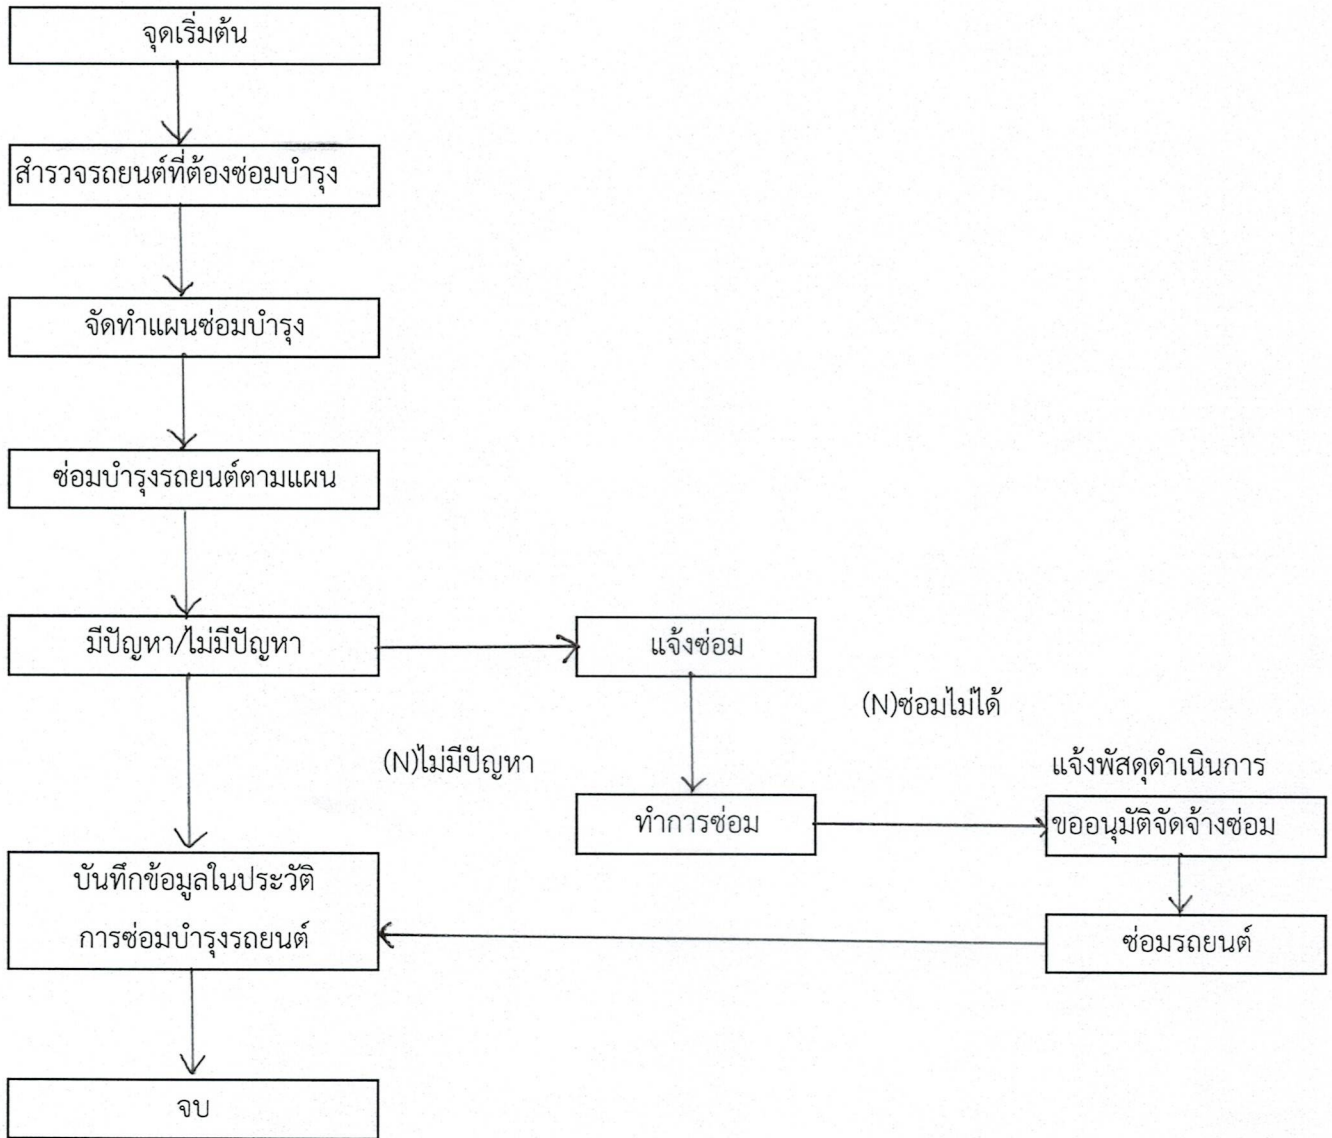 จุดเริ่มต้น
สำรวจรถยนต์ที่ต้องซ่อมบำรุง
จัดทำแผนซ่อมบำรุง
ซ่อมบำรุงรถยนต์ตามแผน
มีปัญหา/ไม่มีปัญหา
แจ้งซ่อม
(N)ซ่อมไม่ได้
(N)ไม่มีปัญหา
แจ้งพัสดุดำเนินการ
ทำการซ่อม
ขออนุมัติจัดจ้างซ่อม
บันทึกข้อมูลในประวัติ
การซ่อมบำรุงรถยนต์
ซ่อมรถยนต์
จบ